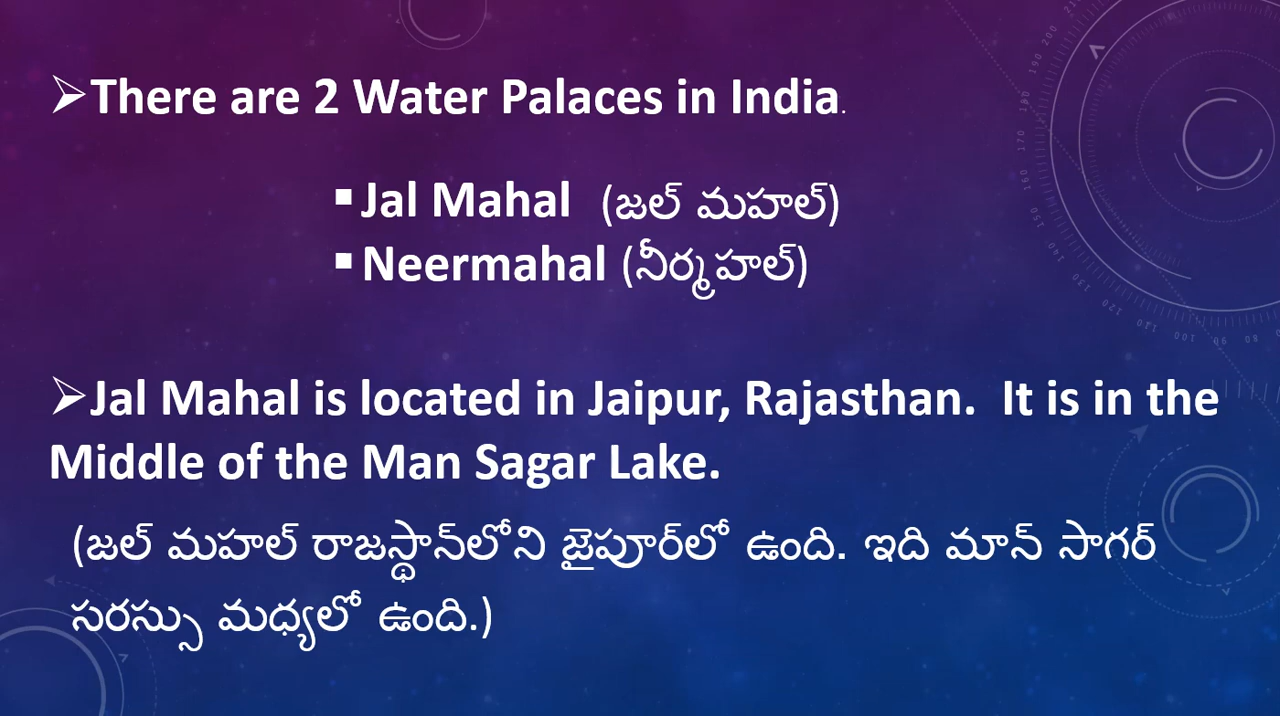 ➢There are 2 Water Palaces in India.
▪Jal Mahal (జల్ మహల్)
▪Neermahal (నీర్మహల్)
➢Jal Mahal is located in Jaipur, Rajasthan. It is in the
Middle of the Man Sagar Lake.
(జల్ మహల్ రాజస్థాన్‌లోని జైపూర్‌లో ఉంది. ఇది మాన్ సాగర్
సరస్సు మధ్యలో ఉంది.)